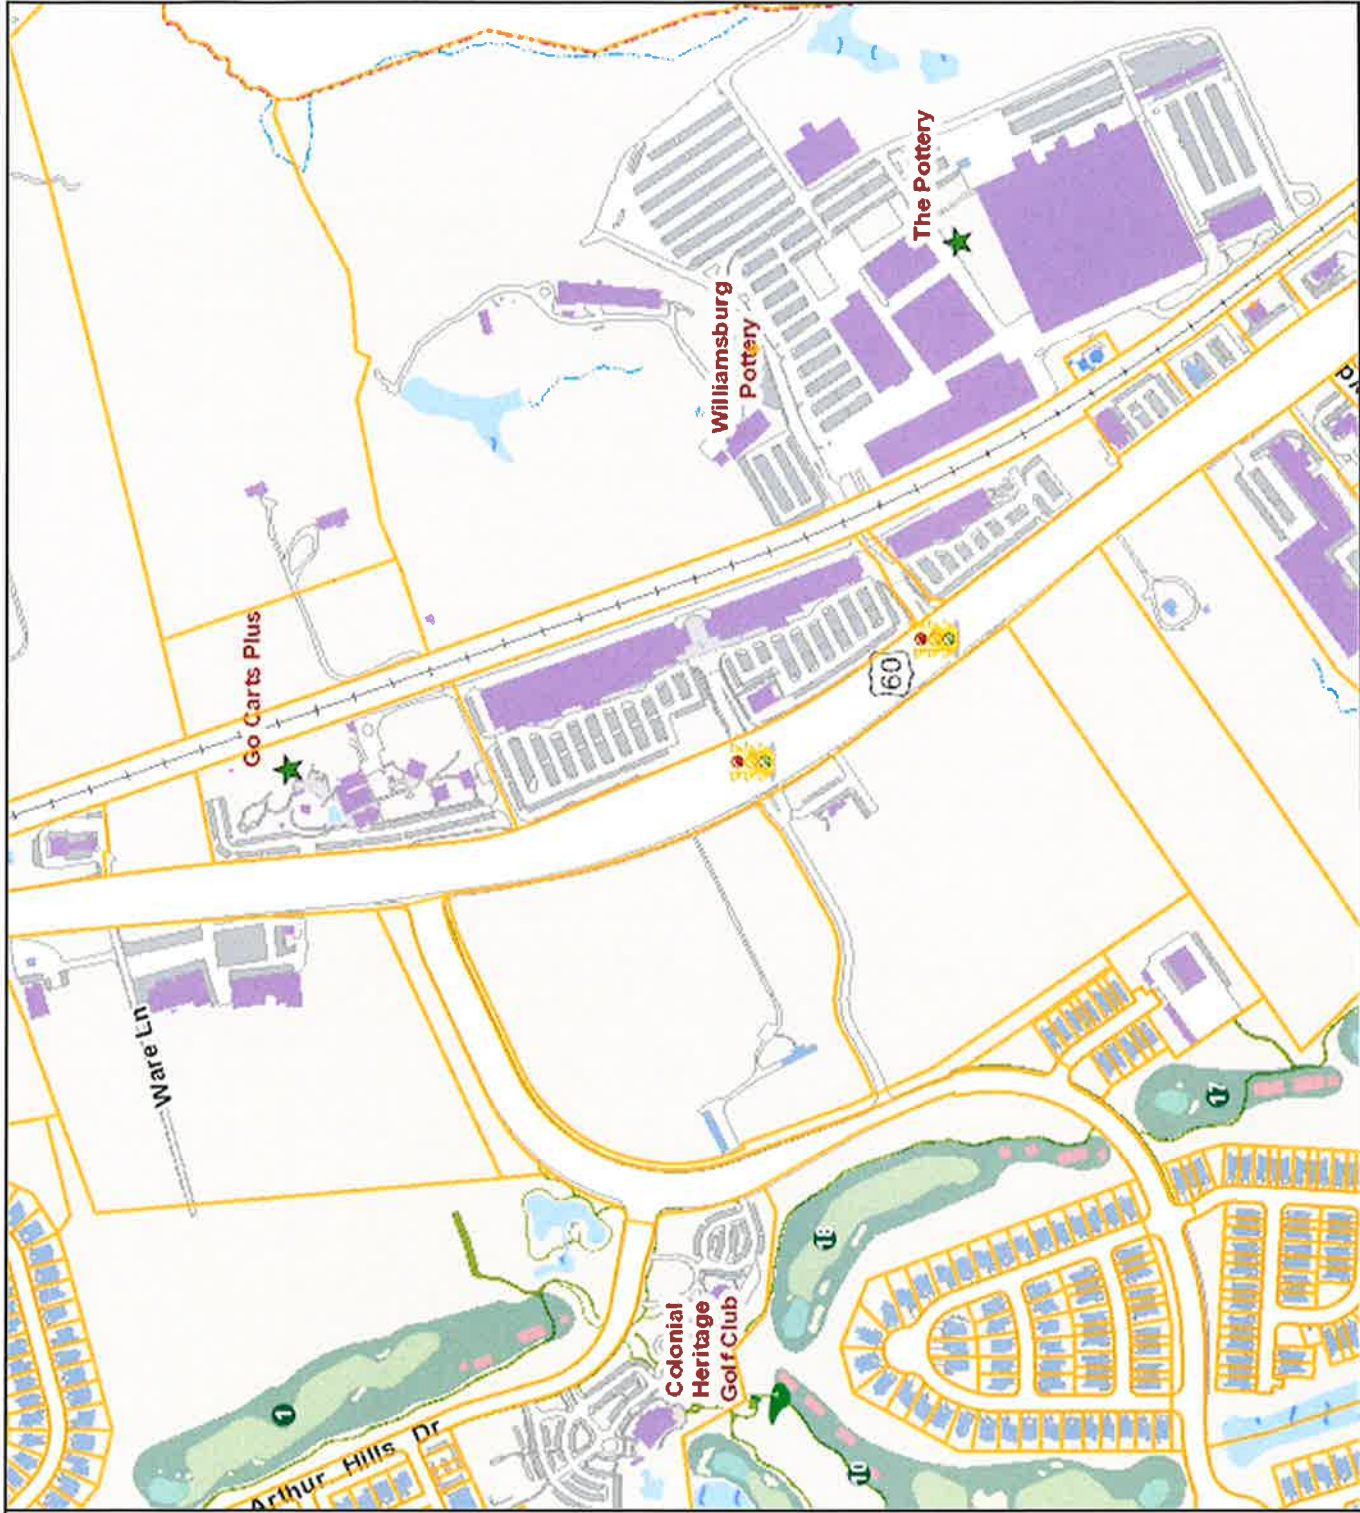 Go Carts Plus
Williamsburg
Pottery
The Pottery
60
Ware Ln
Colonial
Heritage
Golf Club
Arthur Hills Dr
1
18
17
10